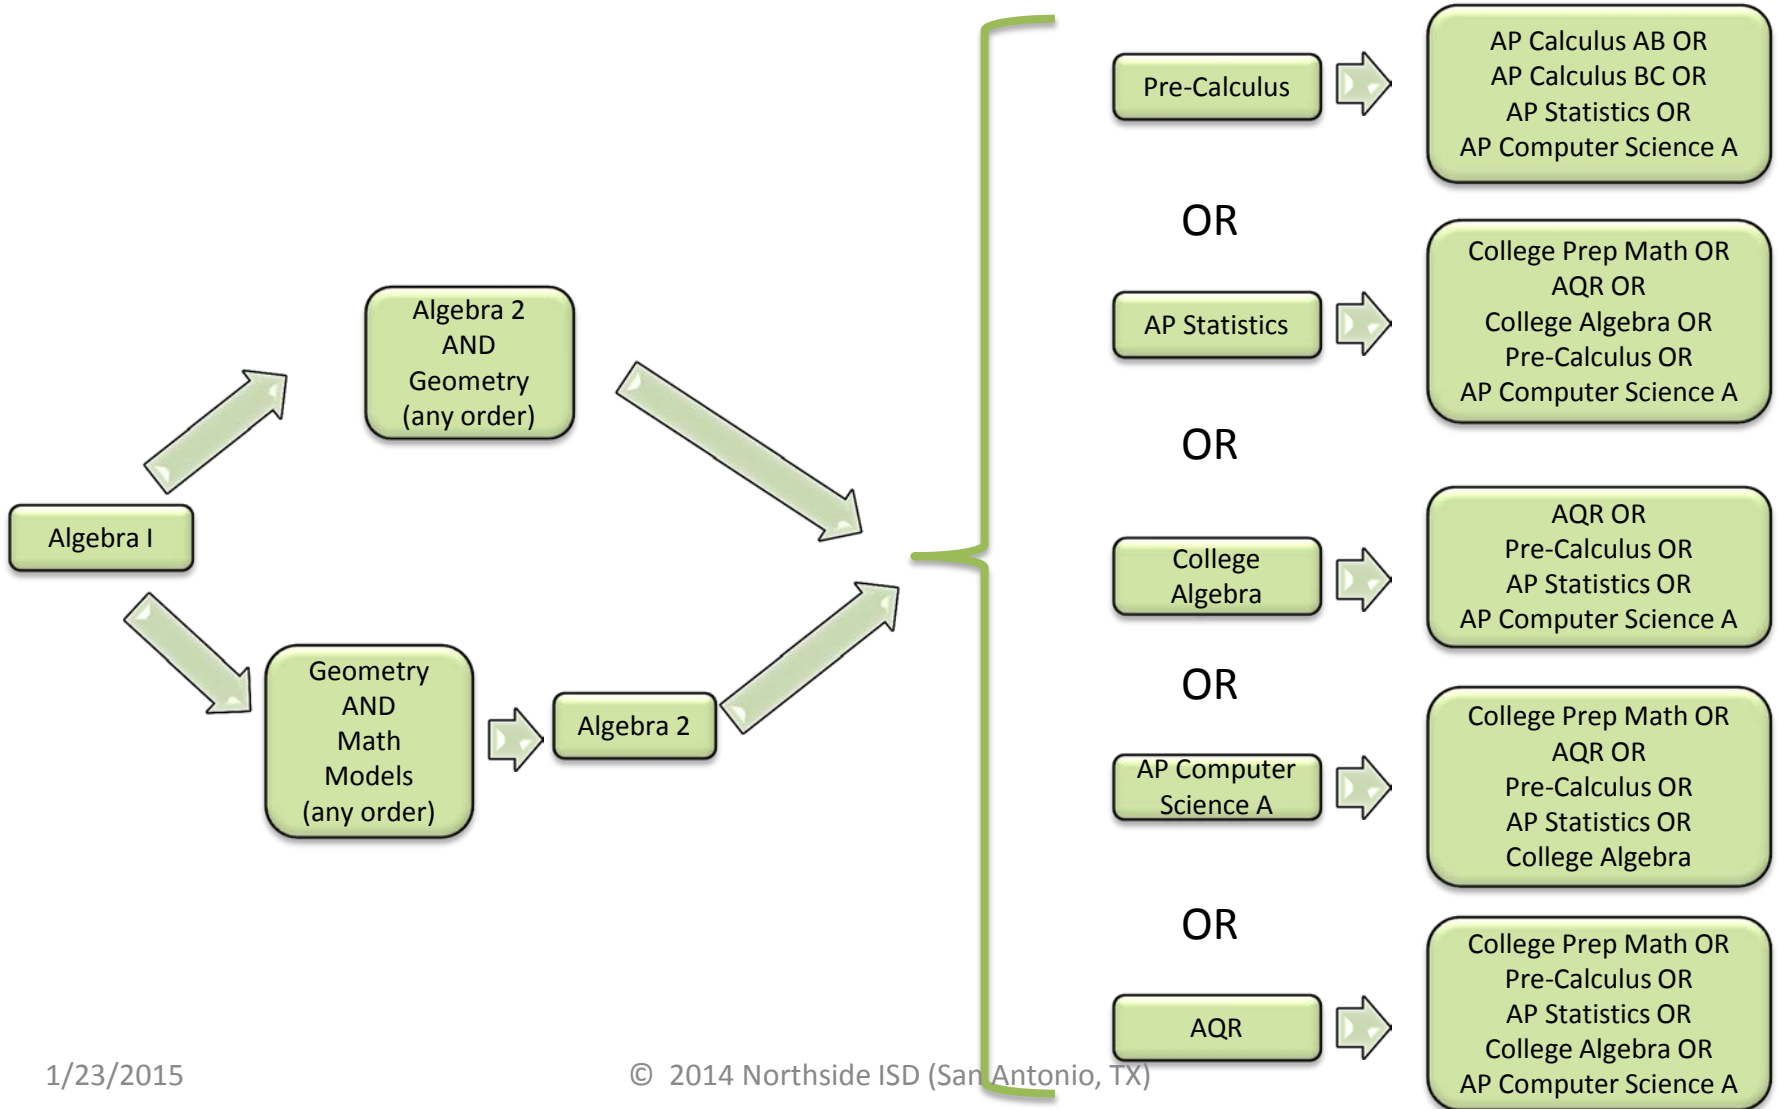 Algebra I
Algebra 2
AND
Geometry
(any order)
Geometry
AND
Math
Models
(any order)
Algebra 2
Pre-Calculus
AP Calculus AB OR
AP Calculus BC OR
AP Statistics OR
AP Computer Science A
OR
AP Statistics
College Prep Math OR
AQR OR
College Algebra OR
Pre-Calculus OR
AP Computer Science A
OR
College
Algebra
AQR OR
Pre-Calculus OR
AP Statistics OR
AP Computer Science A
OR
AP Computer
Science A
College Prep Math OR
AQR OR
Pre-Calculus OR
AP Statistics OR
College Algebra
OR
AQR
College Prep Math OR
Pre-Calculus OR
AP Statistics OR
College Algebra OR
AP Computer Science A
1/23/2015
© 2014 Northside ISD (San Antonio, TX)